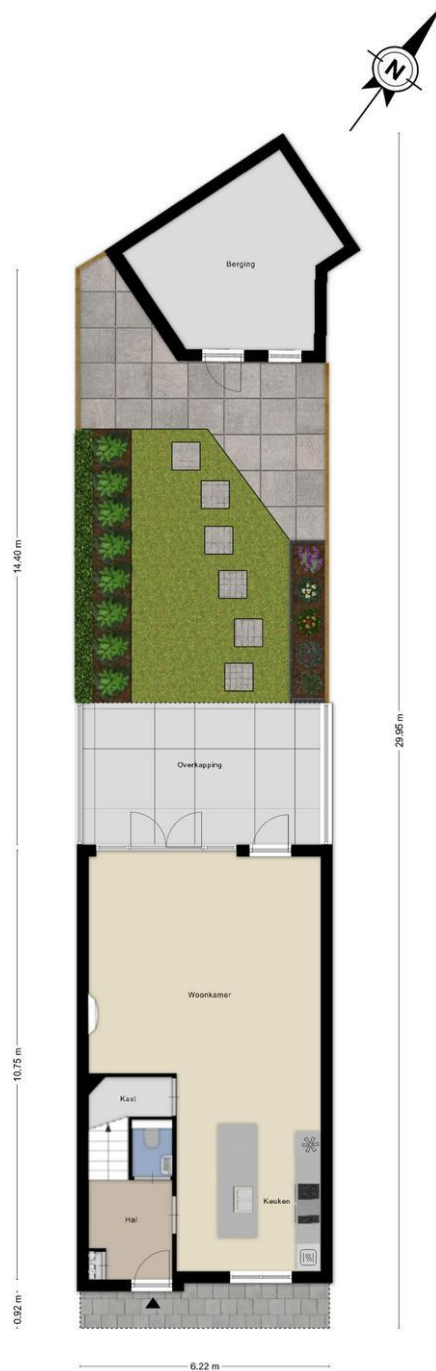 N
Berging
14.40 m
29.95 m
Overkapping
Woonkamer
10.75 m
Kast
Keuken
Hal
0.92 m
6.22 m